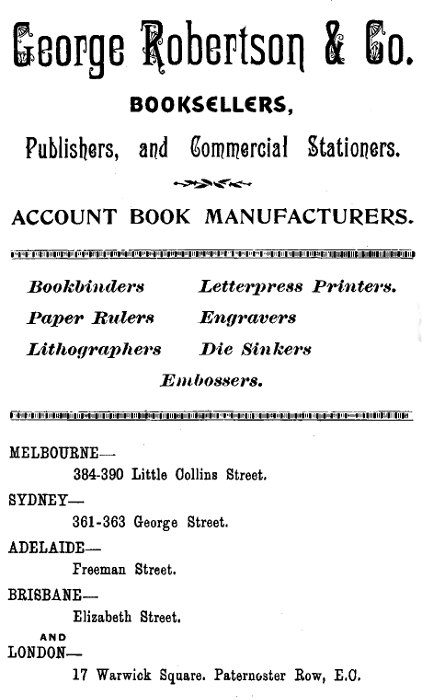 George Robertson & Co.
BOOKSELLERS,
Publishers, and Commercial Stationers.
ACCOUNT BOOK MANUFACTURERS.
Bookbinders Letterpress Printers.
Paper Rulers Engravers
Lithographers Die Sinkers
Embossers.
MELBOURNE—
384-390 Little Collins Street.
SYDNEY—
361-363 George Street.
ADELAIDE—
Freeman Street.
BRISBANE—
Elizabeth Street.
AND
LONDON—
17 Warwick Square. Paternoster Row, E.C.